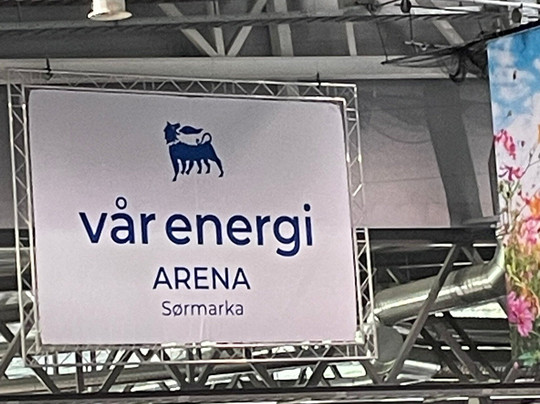 vår energi
ARENA
Sørmarka